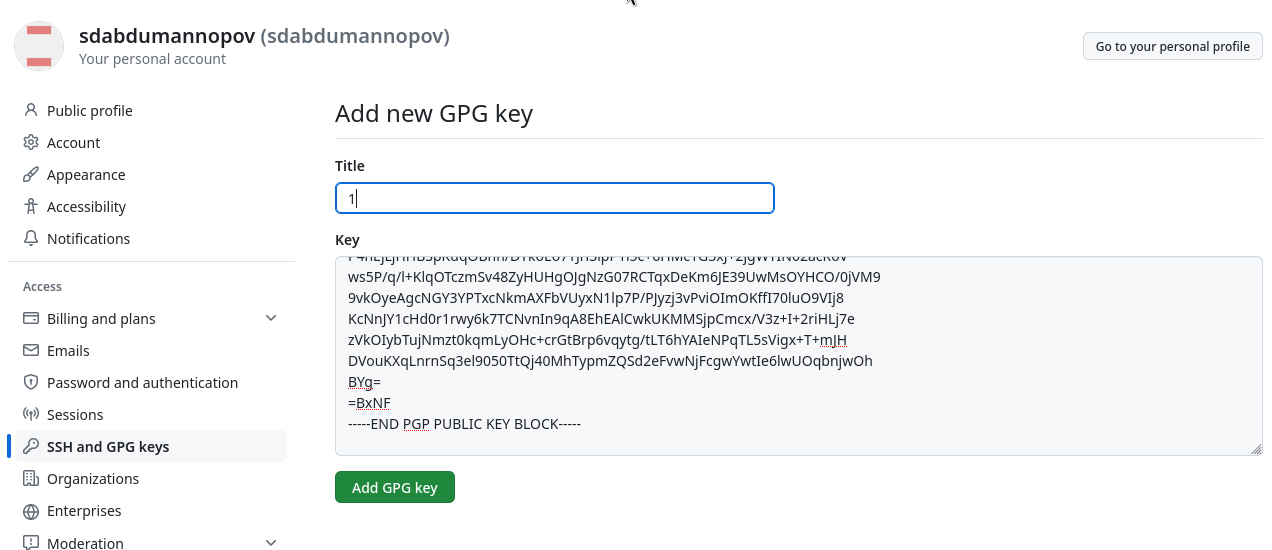 sdabdumannopov (sdabdumannopov)
Your personal account
Go to your personal profile
Public profile
Account
Appearance
Accessibility
Notifications
Access
Billing and plans
Emails
Password and authentication
Sessions
SSH and GPG keys
Organizations
Enterprises
Moderation
Add new GPG key
Title
1
Key
ws5P/q/l+KlqOTczmSv48ZyHUHgOJgNzG07RCTqxDeKm6JE39UwMsOYHCO/0jVM9
9vkOyeAgcNGY3YPTxcNkmAXFbVUyxN1lp7P/PJyzj3vPviOImOKffI70luO9VIj8
KcNnJY1cHd0r1rwy6k7TCNvnIn9qA8EhEAlCwkUKMMSjpCmcx/V3z+I+2riHLj7e
zVkOIybTujNmzt0kqmLyOHc+crGtBrp6vqytg/tLT6hYAIeNPqTL5sVigx+T+mJH
DVouKXqLnrnSq3el9050TtQj40MhTypmZQSd2eFvwNjFcgwYwtIe6lwUOqbnjwOh
BYg=
=BxNF
-----END PGP PUBLIC KEY BLOCK-----
Add GPG key